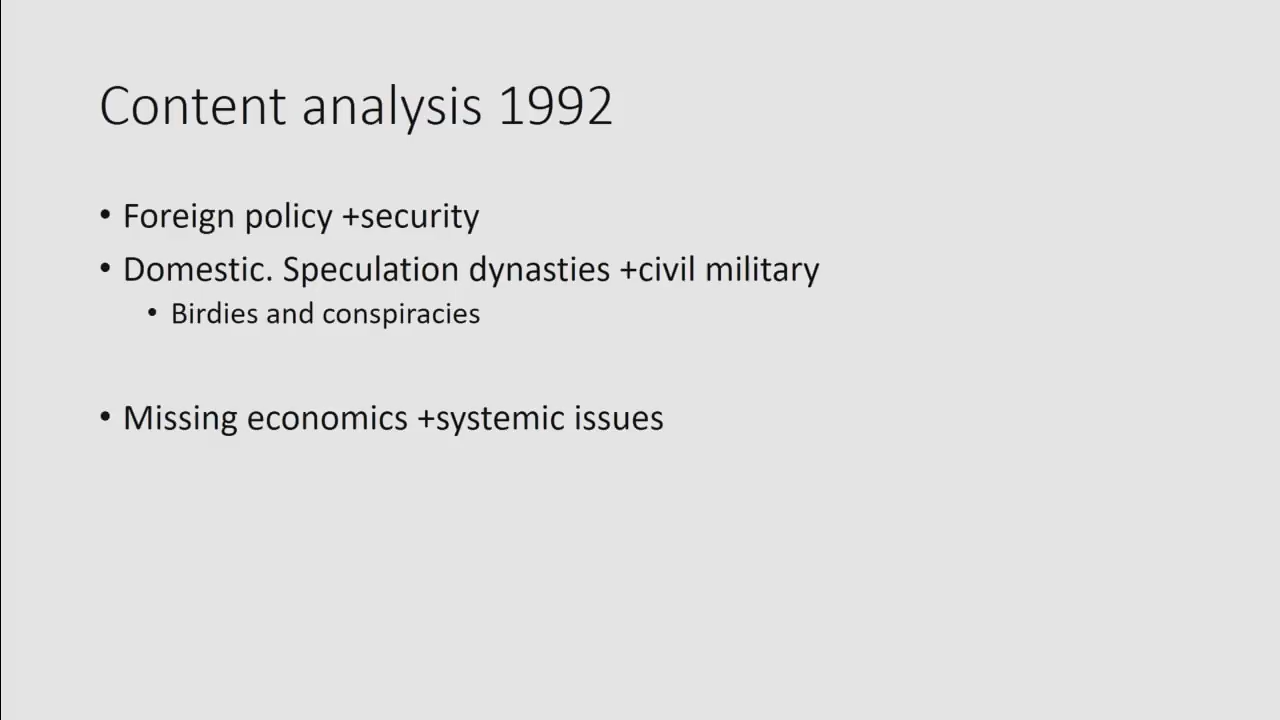 Content analysis 1992
• Foreign policy +security
• Domestic. Speculation dynasties +civil military
• Birdies and conspiracies
• Missing economics +systemic issues